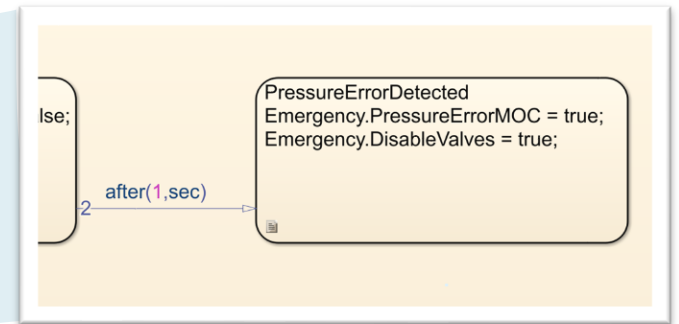 PressureErrorDetected
lse;
Emergency.PressureErrorMOC = true;
Emergency.DisableValves = true;
after(1,sec)
2